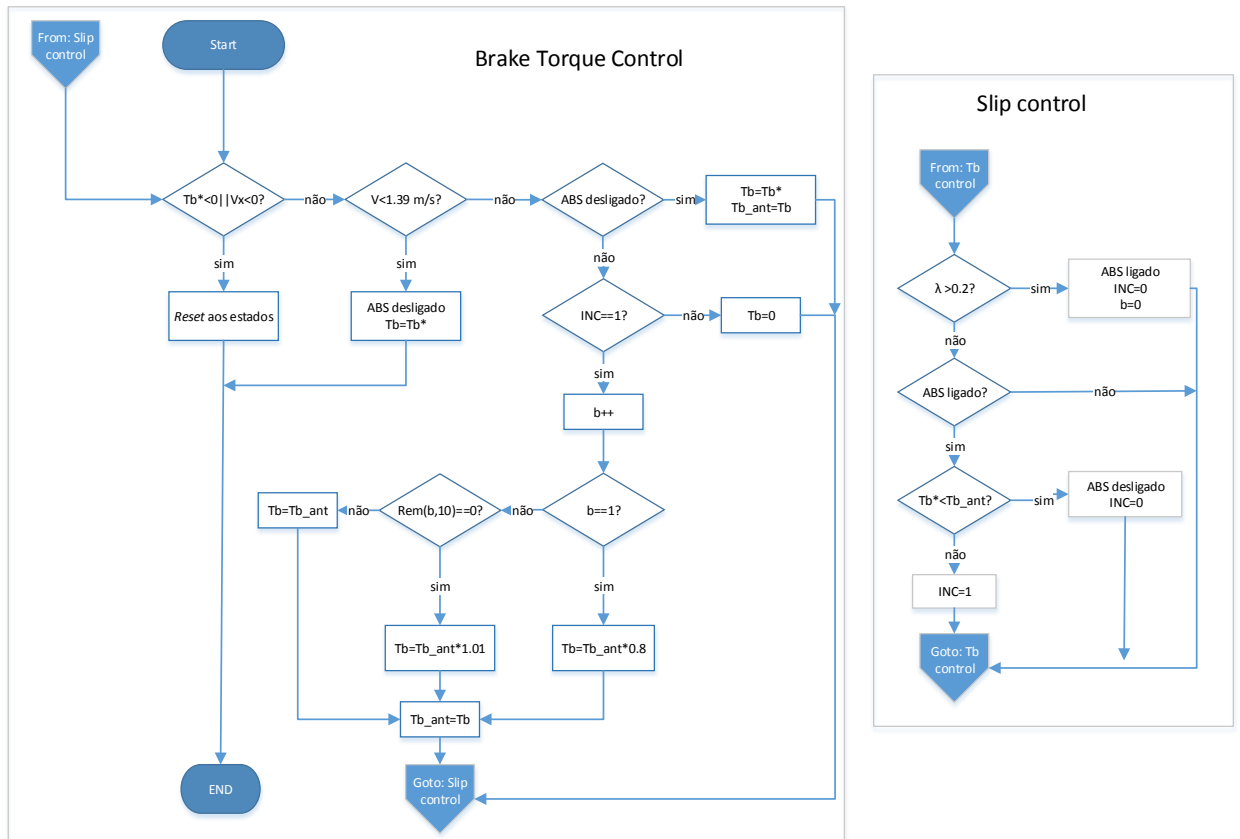 From: Slip
control
Start
Brake Torque Control
Tb*<0||Vx<0?
não
V<1.39 m/s?
não
ABS desligado?
sim
Tb=Tb*
Tb_ant=Tb
sim
sim
não
Reset aos estados
ABS desligado
Tb=Tb*
INC==1?
não
Tb=0
sim
b++
Tb=Tb_ant
não
Rem(b,10)==0?
não
b==1?
sim
sim
Tb=Tb_ant*1.01
Tb=Tb_ant*0.8
Tb_ant=Tb
END
Goto: Slip
control
Slip control
From: Tb
control
λ >0.2?
sim
ABS ligado
INC=0
b=0
não
ABS ligado?
não
sim
Tb*<Tb_ant?
sim
ABS desligado
INC=0
não
INC=1
Goto: Tb
control